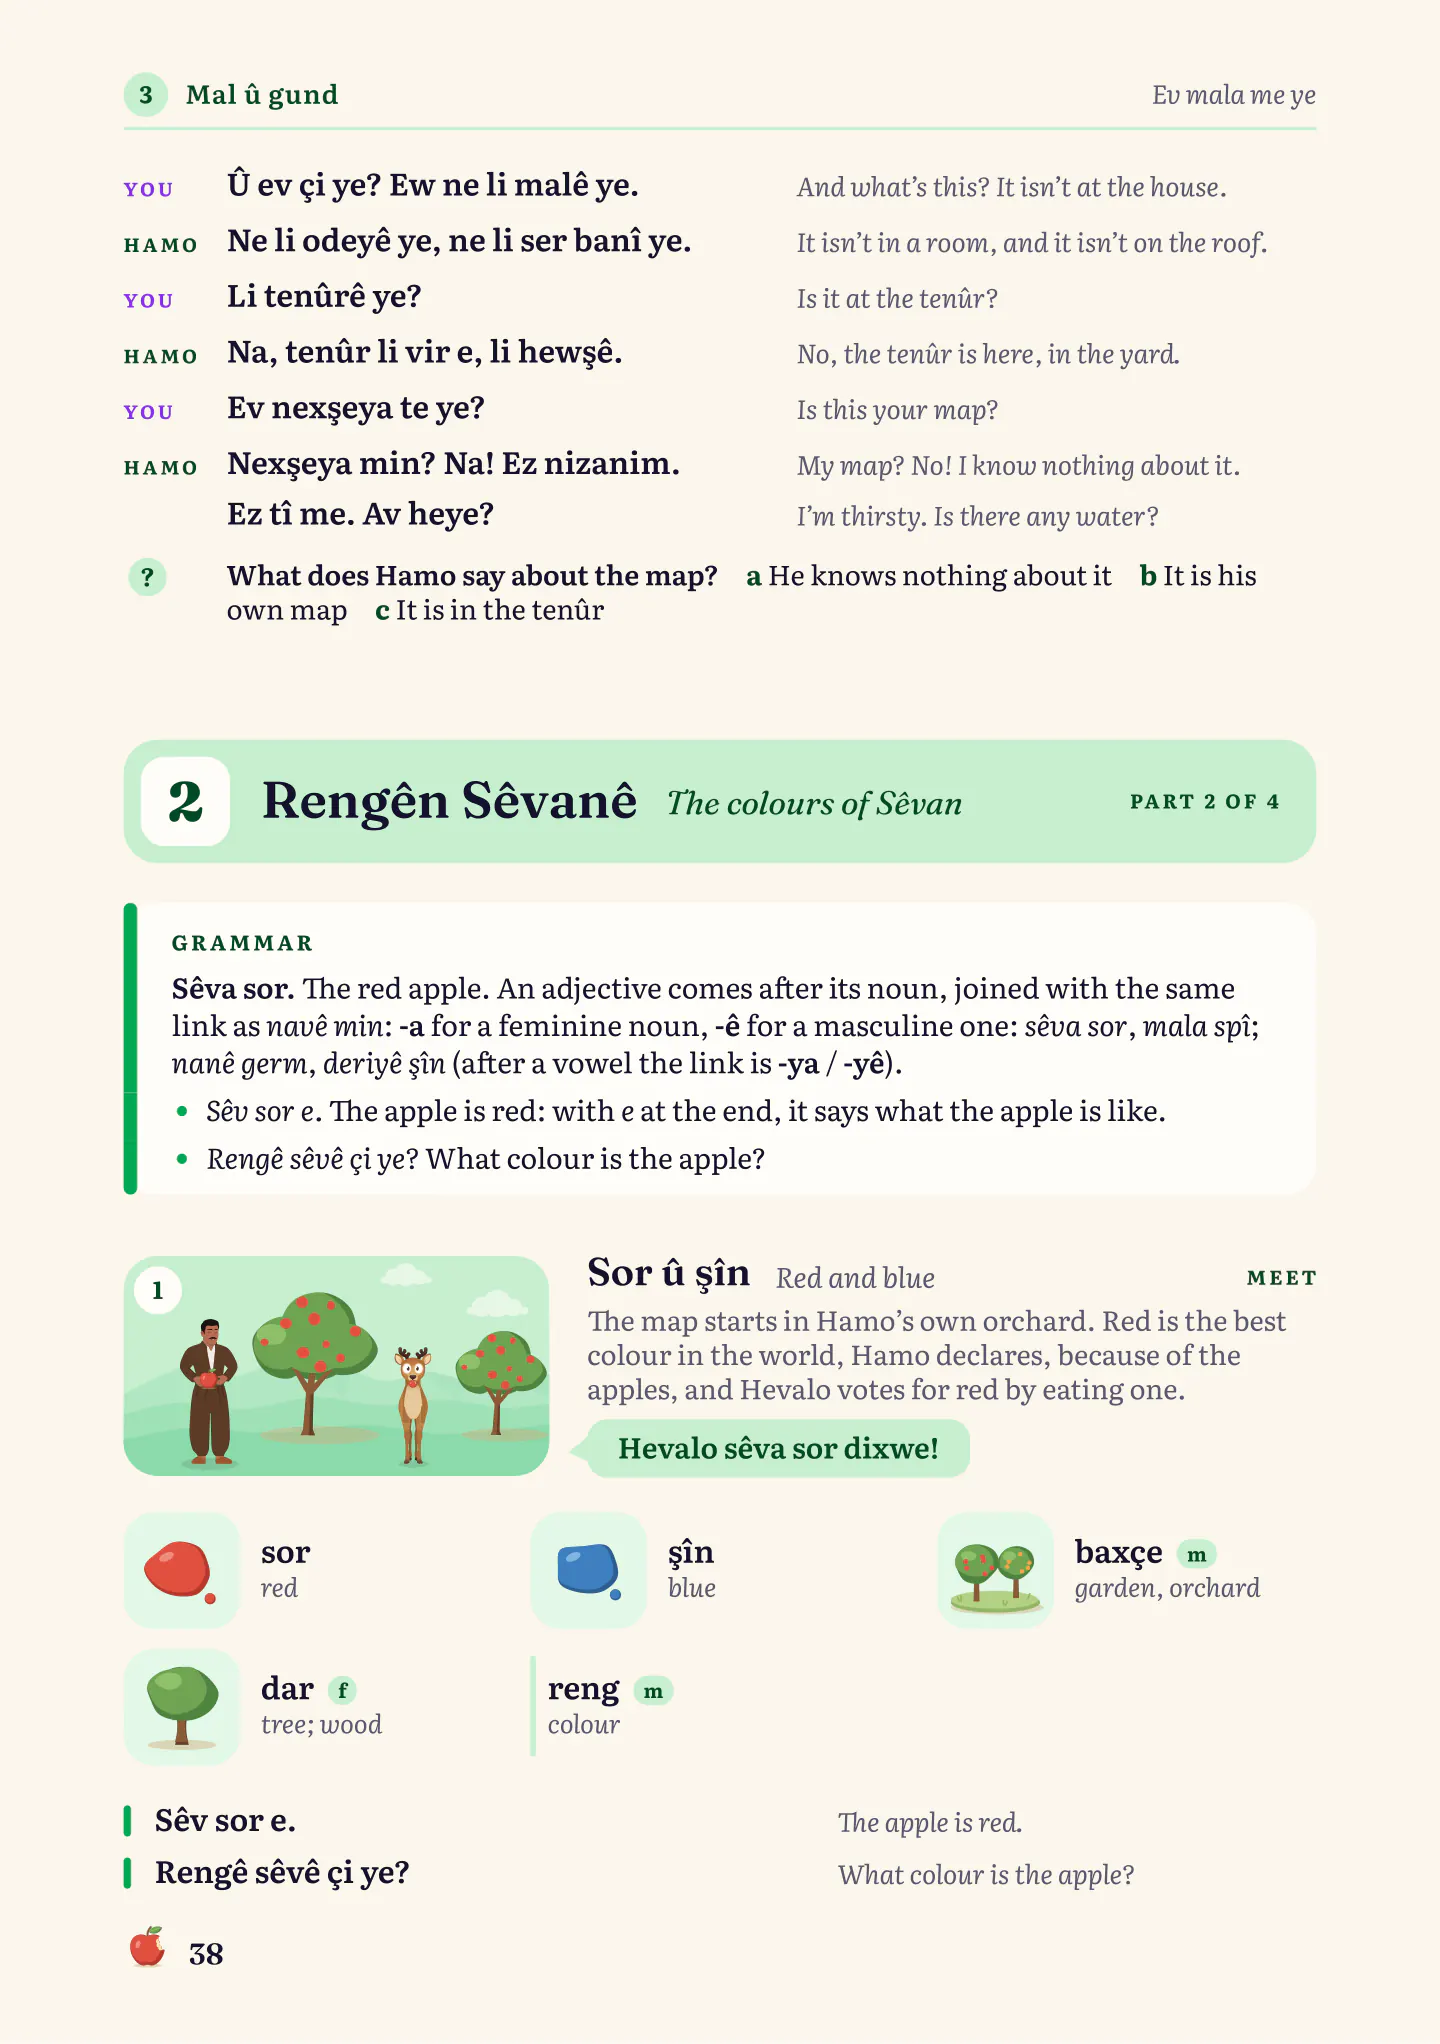 3 Mal û gund Ev mala me ye
YOU Û ev çi ye? Ew ne li malê ye. And what’s this? It isn’t at the house.
HAMO Ne li odeyê ye, ne li ser banî ye. It isn’t in a room, and it isn’t on the roof.
YOU Li tenûrê ye? Is it at the tenûr?
HAMO Na, tenûr li vir e, li hewşê. No, the tenûr is here, in the yard.
YOU Ev nexşeya te ye? Is this your map?
HAMO Nexşeya min? Na! Ez nizanim. My map? No! I know nothing about it.
Ez tî me. Av heye? I’m thirsty. Is there any water?
? What does Hamo say about the map? a He knows nothing about it b It is his
own map c It is in the tenûr
2 Rengên Sêvanê The colours of Sêvan PART 2 OF 4
GRAMMAR
Sêva sor. The red apple. An adjective comes after its noun, joined with the same
link as navê min: -a for a feminine noun, -ê for a masculine one: sêva sor, mala spî;
nanê germ, deriyê şîn (after a vowel the link is -ya / -yê).
• Sêv sor e. The apple is red: with e at the end, it says what the apple is like.
• Rengê sêvê çi ye? What colour is the apple?
1 Sor û şîn Red and blue MEET
The map starts in Hamo’s own orchard. Red is the best
colour in the world, Hamo declares, because of the
apples, and Hevalo votes for red by eating one.
Hevalo sêva sor dixwe!
sor şîn baxçe m
red blue garden, orchard
dar f reng m
tree; wood colour
Sêv sor e. The apple is red.
Rengê sêvê çi ye? What colour is the apple?
38